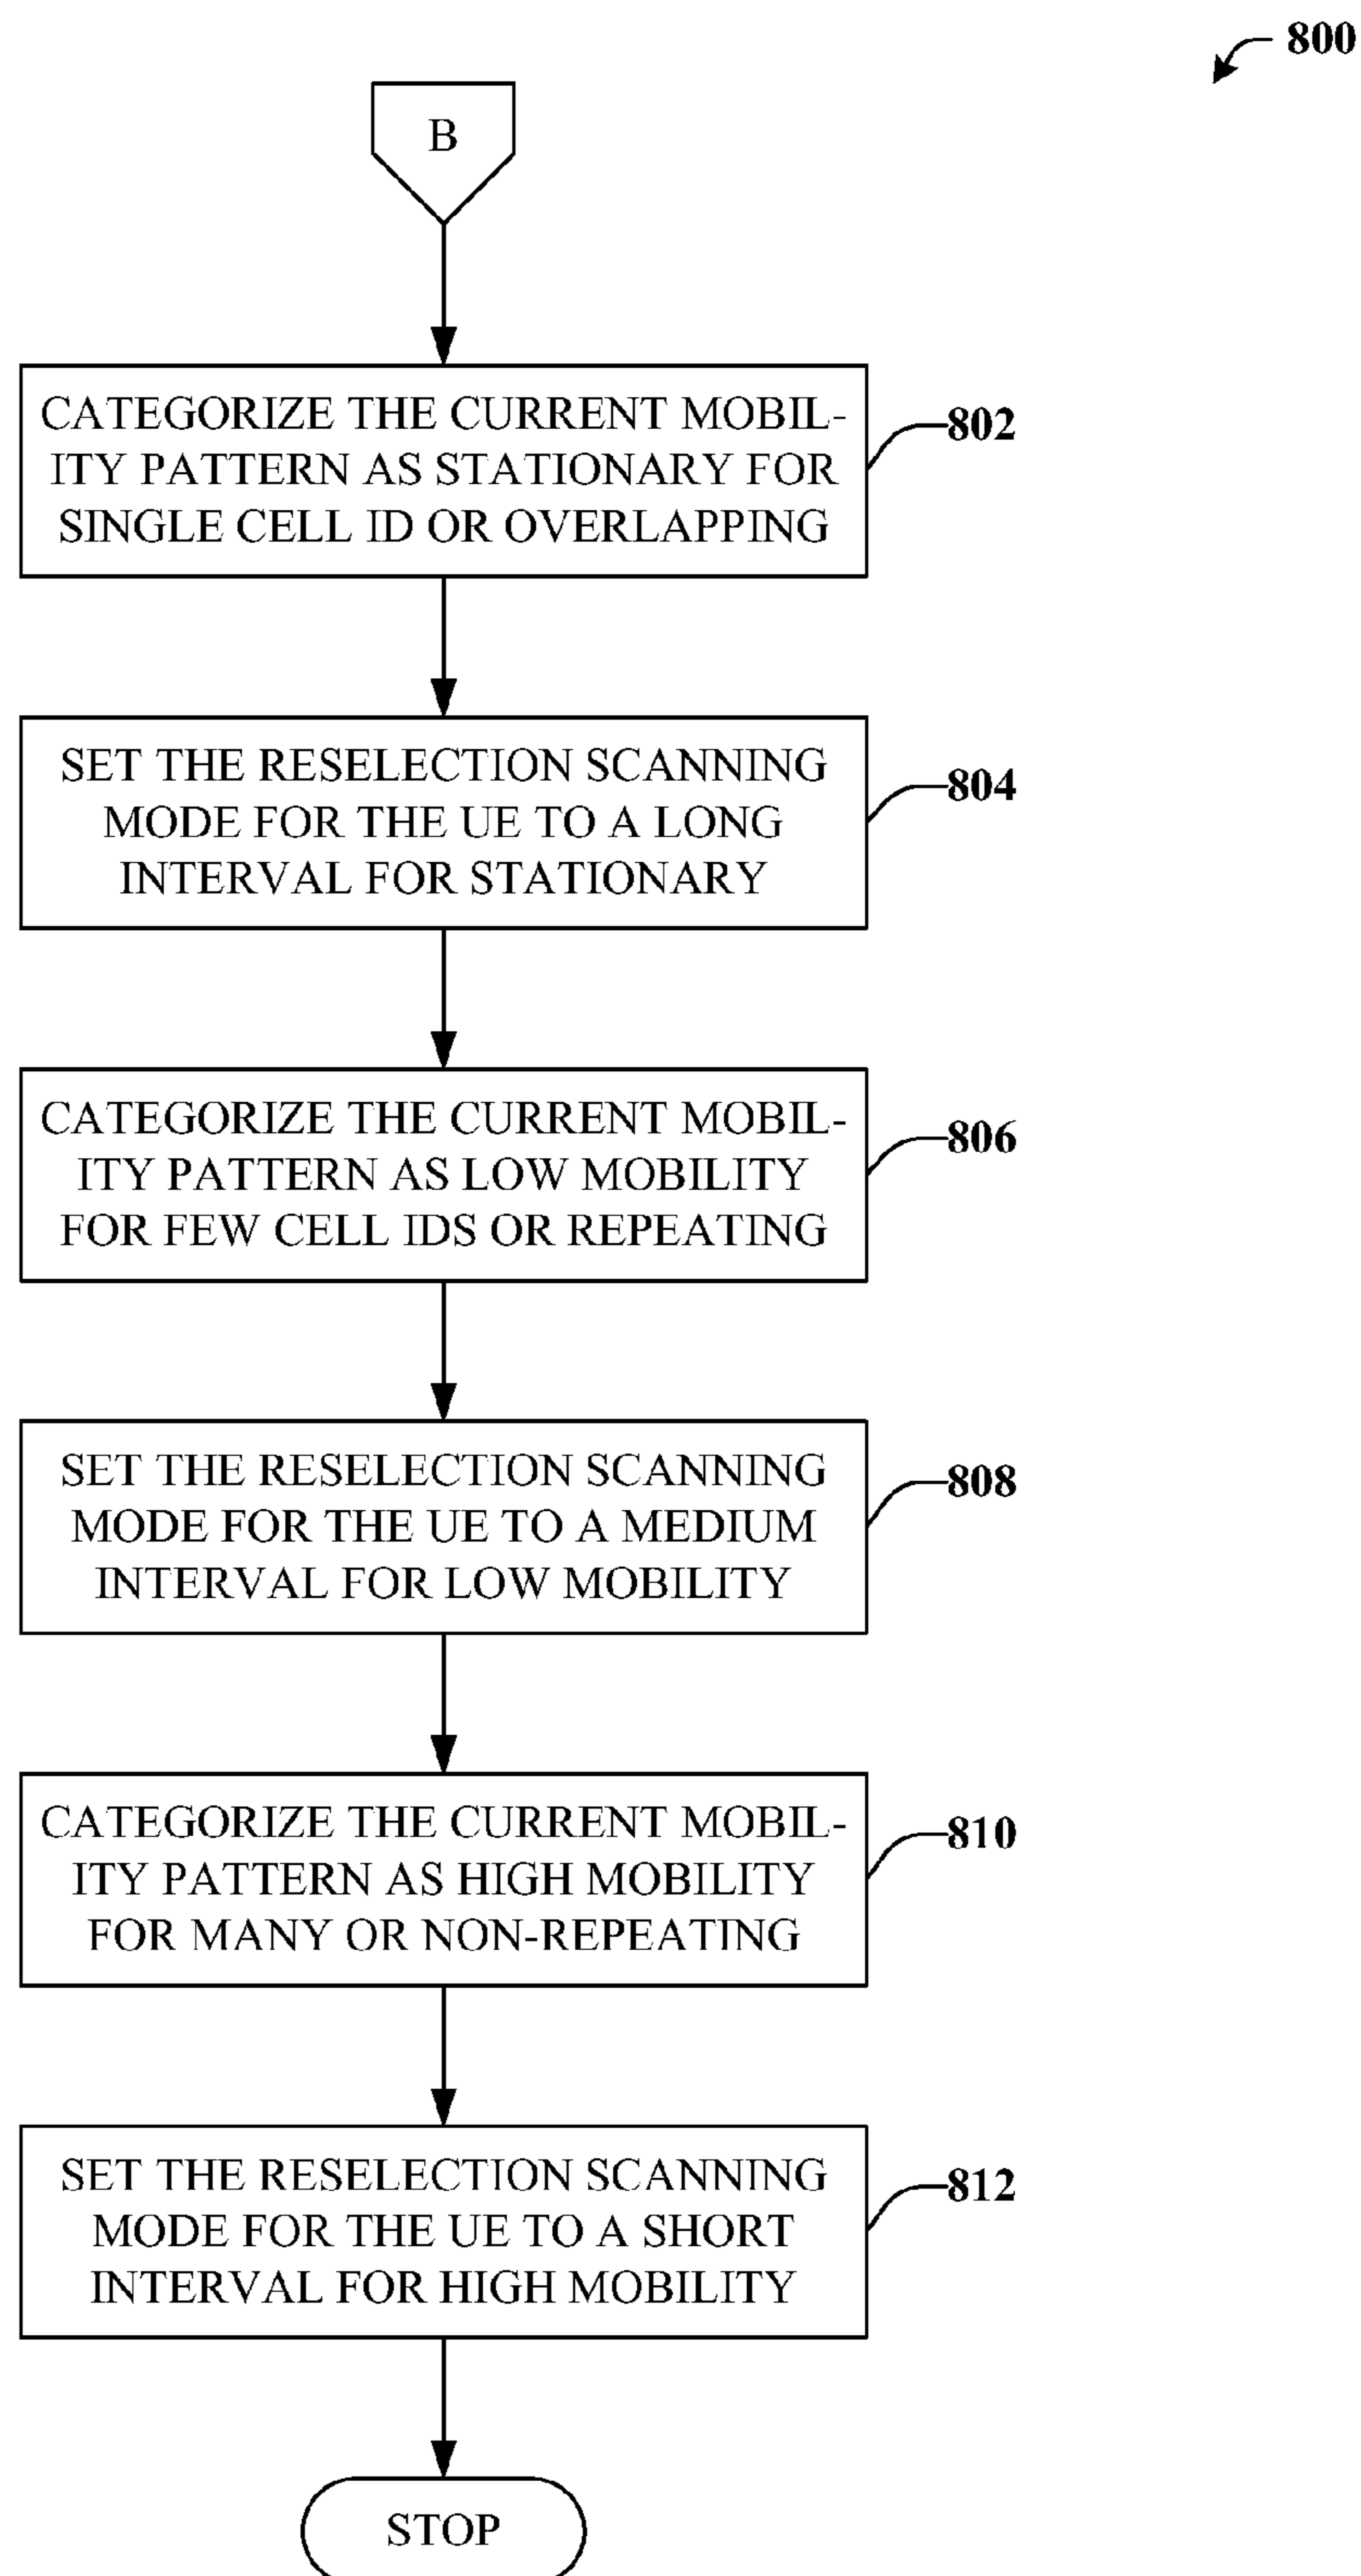 800
B
CATEGORIZE THE CURRENT MOBIL-
ITY PATTERN AS STATIONARY FOR
SINGLE CELL ID OR OVERLAPPING
802
SET THE RESELECTION SCANNING
MODE FOR THE UE TO A LONG
INTERVAL FOR STATIONARY
804
CATEGORIZE THE CURRENT MOBIL-
ITY PATTERN AS LOW MOBILITY
FOR FEW CELL IDS OR REPEATING
806
SET THE RESELECTION SCANNING
MODE FOR THE UE TO A MEDIUM
INTERVAL FOR LOW MOBILITY
808
CATEGORIZE THE CURRENT MOBIL-
ITY PATTERN AS HIGH MOBILITY
FOR MANY OR NON-REPEATING
810
SET THE RESELECTION SCANNING
MODE FOR THE UE TO A SHORT
INTERVAL FOR HIGH MOBILITY
812
STOP